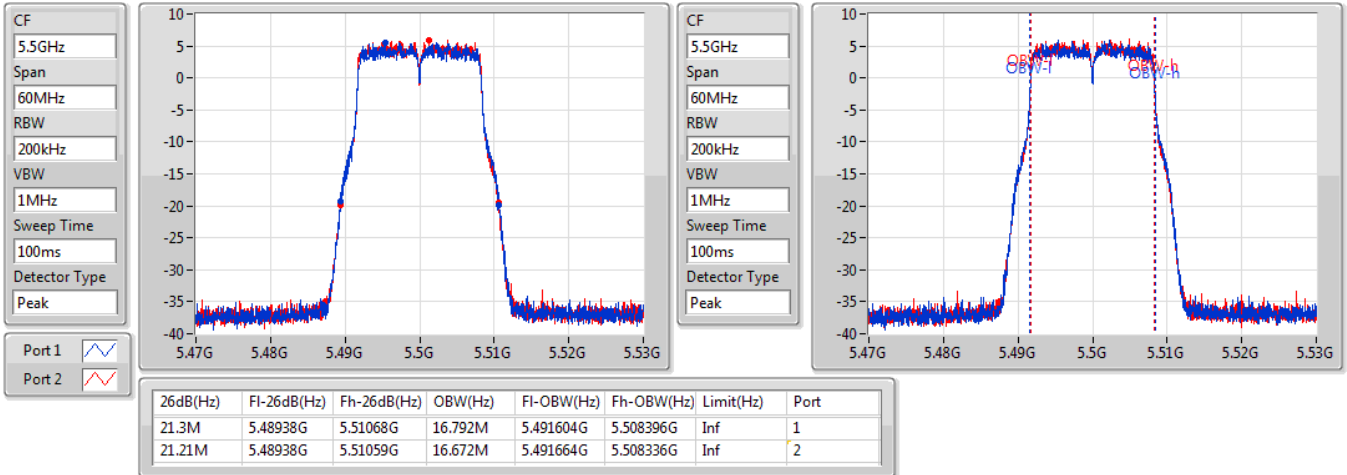 CF
5.5GHz
Span
60MHz
RBW
200kHz
VBW
1MHz
Sweep Time
100ms
Detector Type
Peak
10-
5-
0-
-5-
-10-
-15-
-20-
-25-
-30-
-35-
-40-
5.47G 5.48G 5.49G 5.5G 5.51G 5.52G 5.53G
CF
5.5GHz
Span
60MHz
RBW
200kHz
VBW
1MHz
Sweep Time
100ms
Detector Type
Peak
10-
5-
0-
-5-
-10-
-15-
-20-
-25-
-30-
-35-
-40-
OBW-l OBW-h
OBW-l OBW-h
5.47G 5.48G 5.49G 5.5G 5.51G 5.52G 5.53G
Port 1
Port 2
26dB(Hz) Fl-26dB(Hz) Fh-26dB(Hz) OBW(Hz) Fl-OBW(Hz) Fh-OBW(Hz) Limit(Hz) Port
21.3M 5.48938G 5.51068G 16.792M 5.491604G 5.508396G Inf 1
21.21M 5.48938G 5.51059G 16.672M 5.491664G 5.508336G Inf 2